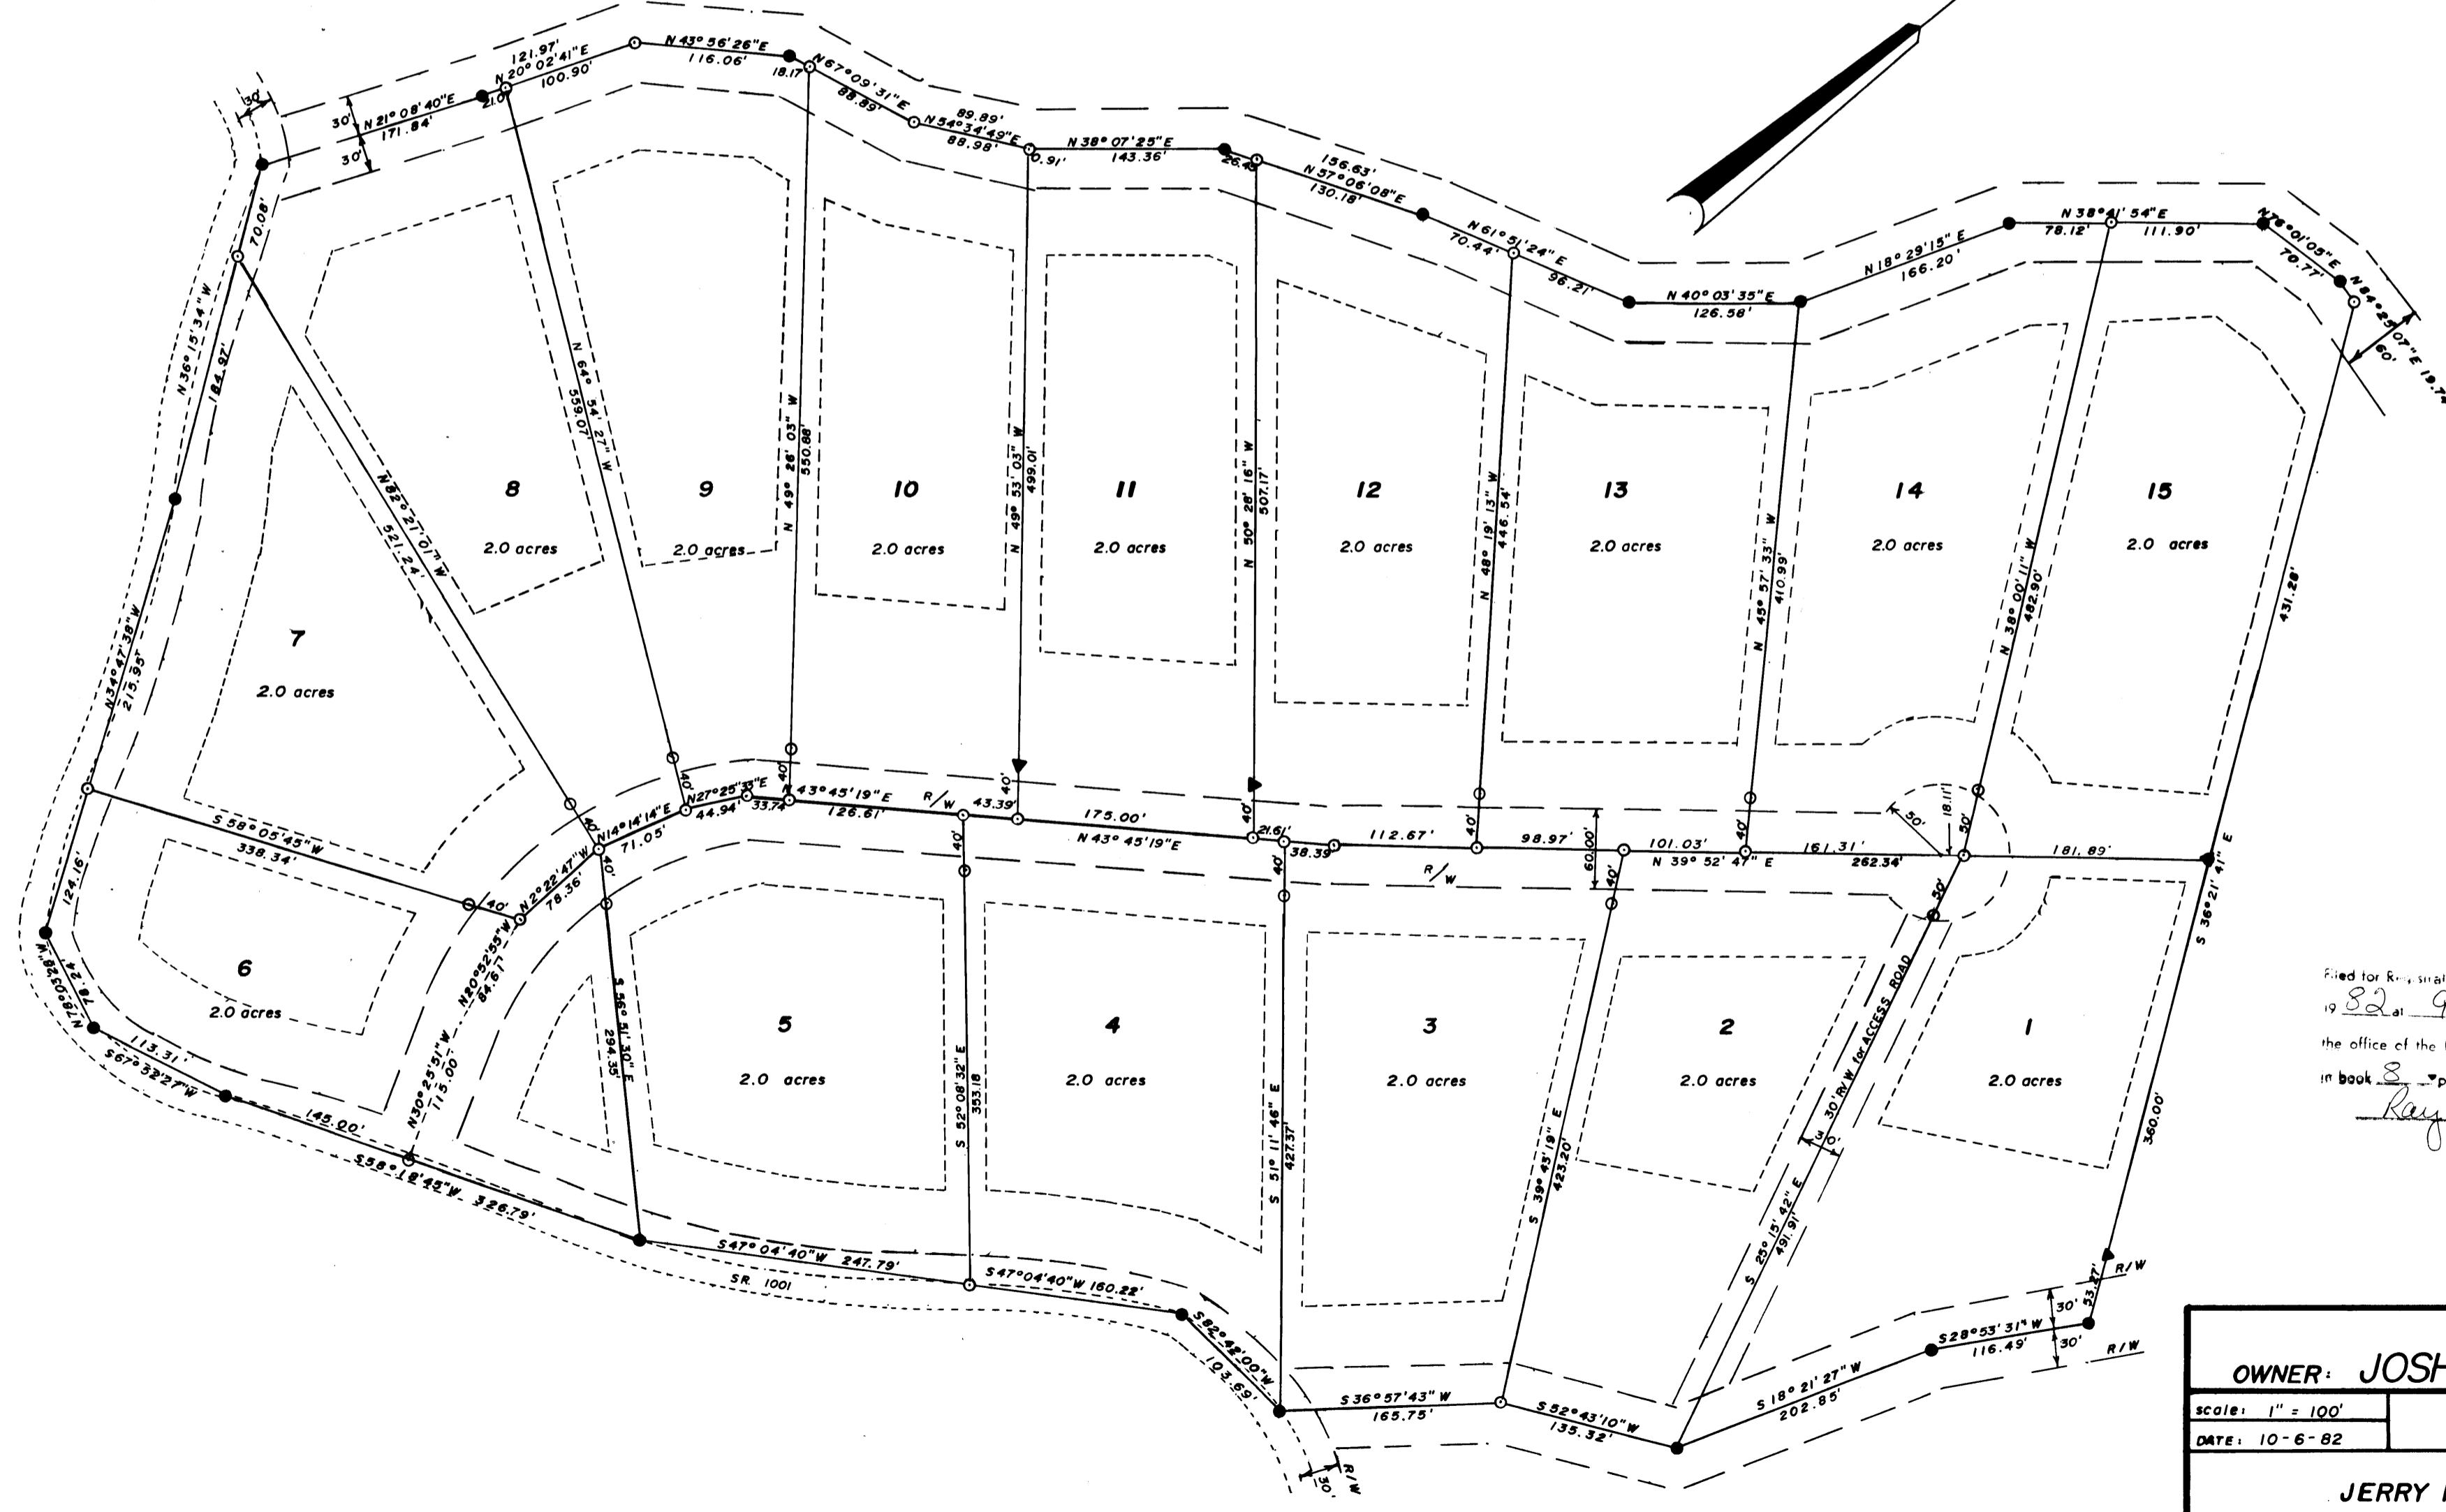 121.97'
N 20° 02' 41" E
100.90'
N 43° 56' 26" E
116.06'
18.17'
N 67° 09' 31" E
88.89'
89.89'
N 54° 34' 49" E
88.98'
0.91'
N 38° 07' 25" E
143.36'
26.45'
156.63'
N 57° 06' 08" E
130.18'
N 61° 51' 24" E
70.44'
96.21'
N 40° 03' 35" E
126.58'
N 18° 29' 15" E
166.20'
N 38° 41' 54" E
78.12'
111.90'
N 76° 01' 05" E
70.77'
N 84° 25' 07" E 19.7
60'
30'
30'
30'
N 21° 08' 40" E
171.84'
21.0
70.08'
N 36° 15' 34" W
184.97'
N 34° 47' 38" W
215.95'
N 82° 21' 01" W
521.24'
N 64° 54' 27" W
559.07'
N 49° 26' 03" W
550.88'
N 49° 53' 03" W
499.01'
N 50° 28' 16" W
507.17'
N 48° 19' 13" W
446.54'
N 45° 57' 33" W
410.99'
N 38° 00' 11" W
482.90'
431.28'
S 36° 21' 41" E
8
2.0 acres
9
2.0 acres
10
2.0 acres
11
2.0 acres
12
2.0 acres
13
2.0 acres
14
2.0 acres
15
2.0 acres
7
2.0 acres
S 58° 05' 45" W
338.34'
40'
N 2° 22' 47" W
78.36'
40'
N 14° 14' 14" E
71.05'
40'
N 27° 25' 33" E
44.94'
33.74'
40'
N 43° 45' 19" E
126.61'
R/W
43.39'
40'
175.00'
N 43° 45' 19" E
40'
21.61'
38.39'
112.67'
40'
98.97'
60.00'
101.03'
N 39° 52' 47" E
40'
161.31'
262.34'
50'
18.11'
50'
181.89'
R/W
40'
40'
40'
40'
50'
124.16'
78.24'
N 78° 03' 28" W
6
2.0 acres
N 20° 52' 55" W
84.61'
N 30° 25' 51" W
115.00'
113.31'
S 67° 32' 27" W
145.00'
S 58° 18' 45" W 326.79'
S 56° 51' 30" E
294.35'
5
2.0 acres
S 52° 08' 32" E
353.18
4
2.0 acres
S 51° 11' 46" E
427.37'
3
2.0 acres
S 39° 43' 19" E
423.20'
2
2.0 acres
30' R/W for ACCESS ROAD
30'
S 25° 15' 42" E
491.91'
1
2.0 acres
360.00'
53.27'
S 47° 04' 40" W 247.79'
SR. 1001
S 47° 04' 40" W 160.22'
S 82° 42' 00" W
103.69'
S 36° 57' 43" W
165.75'
S 52° 43' 10" W
135.32'
S 18° 21' 27" W
202.85'
S 28° 53' 31" W
116.49'
30'
30'
R/W
R/W
30'
R/W
Filed for
19 82 at 9
the office of the
in book 8
Ray
OWNER: JOSH
scale: 1" = 100'
DATE: 10-6-82
JERRY